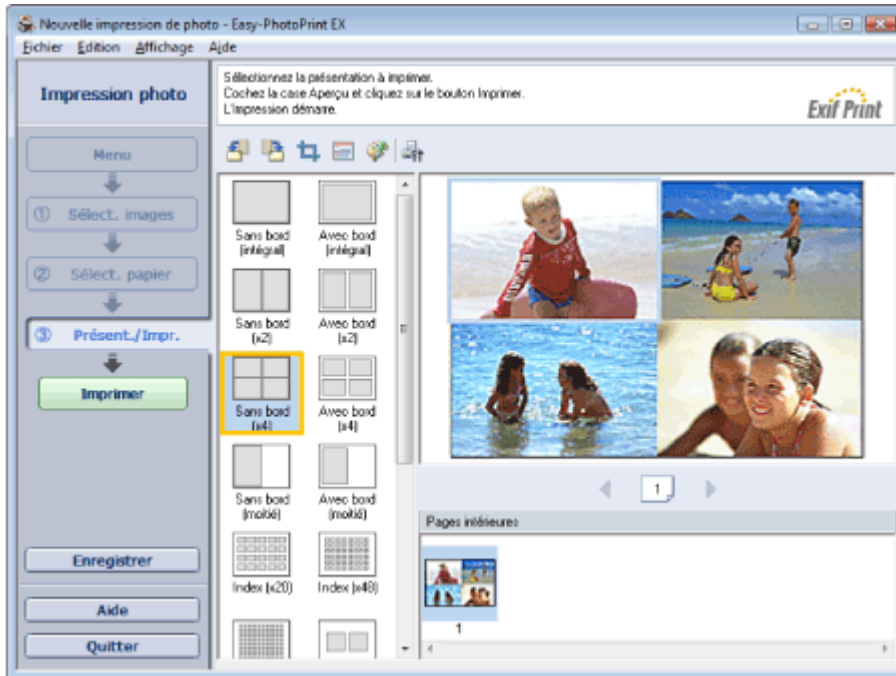 Nouvelle impression de photo - Easy-PhotoPrint EX
Fichier Edition Affichage Aide
Impression photo
Sélectionnez la présentation à imprimer.
Cochez la case Aperçu et cliquez sur le bouton Imprimer.
L'impression démarre.
Exif Print
Menu
① Sélect. images
② Sélect. papier
③ Présent./Impr.
Imprimer
Enregistrer
Aide
Quitter
Sans bord (intégral)
Avec bord (intégral)
Sans bord (x2)
Avec bord (x2)
Sans bord (x4)
Avec bord (x4)
Sans bord (moitié)
Avec bord (moitié)
Index (x20)
Index (x48)
1
Pages intérieures
1